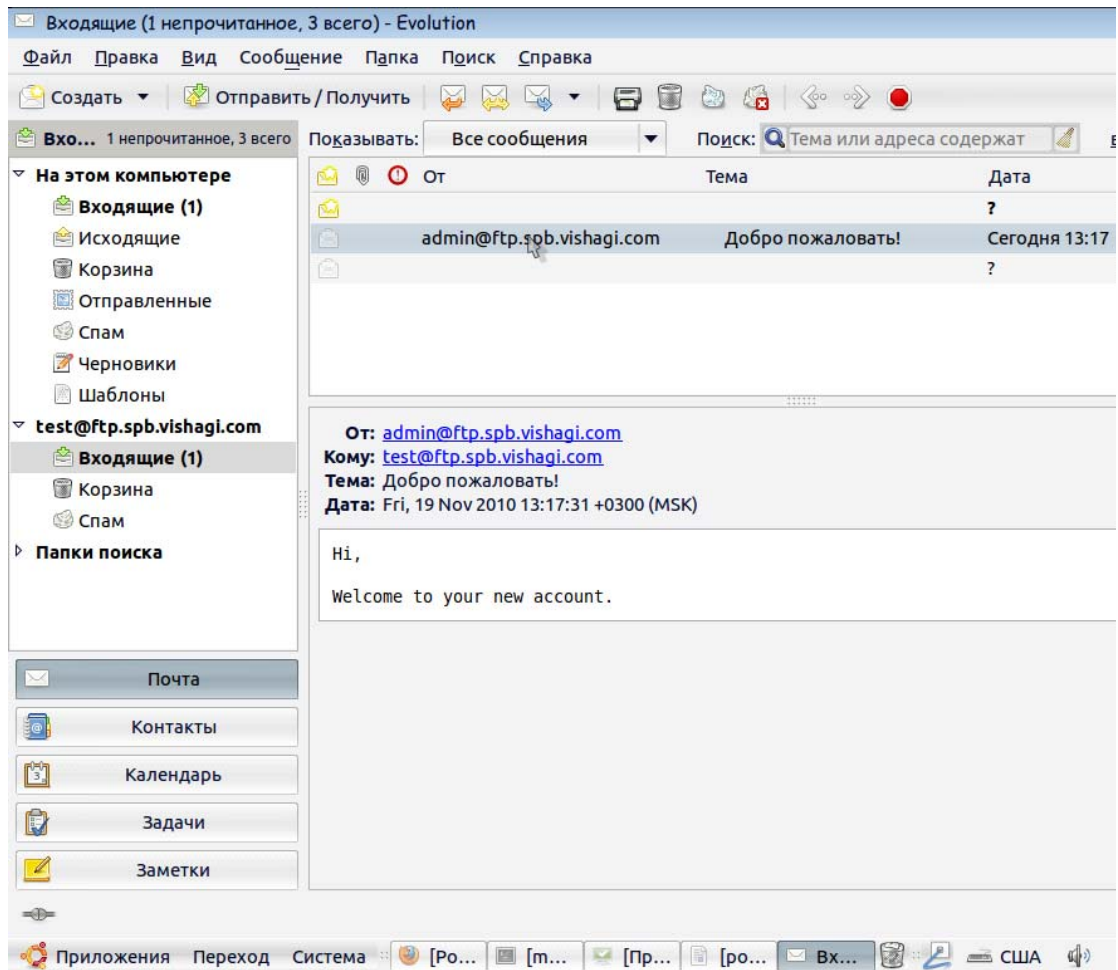 Входящие (1 непрочитанное, 3 всего) - Evolution
Файл Правка Вид Сообщение Папка Поиск Справка
Создать Отправить / Получить
Вхо... 1 непрочитанное, 3 всего
Показывать: Все сообщения Поиск: Тема или адреса содержат
На этом компьютере
Входящие (1)
Исходящие
Корзина
Отправленные
Спам
Черновики
Шаблоны
test@ftp.spb.vishagi.com
Входящие (1)
Корзина
Спам
Папки поиска
От Тема Дата
?
admin@ftp.spb.vishagi.com Добро пожаловать! Сегодня 13:17
?
От: admin@ftp.spb.vishagi.com
Кому: test@ftp.spb.vishagi.com
Тема: Добро пожаловать!
Дата: Fri, 19 Nov 2010 13:17:31 +0300 (MSK)
Hi,
Welcome to your new account.
Почта
Контакты
Календарь
Задачи
Заметки
Приложения Переход Система [Po... [m... [Пр... [po... Вх... США